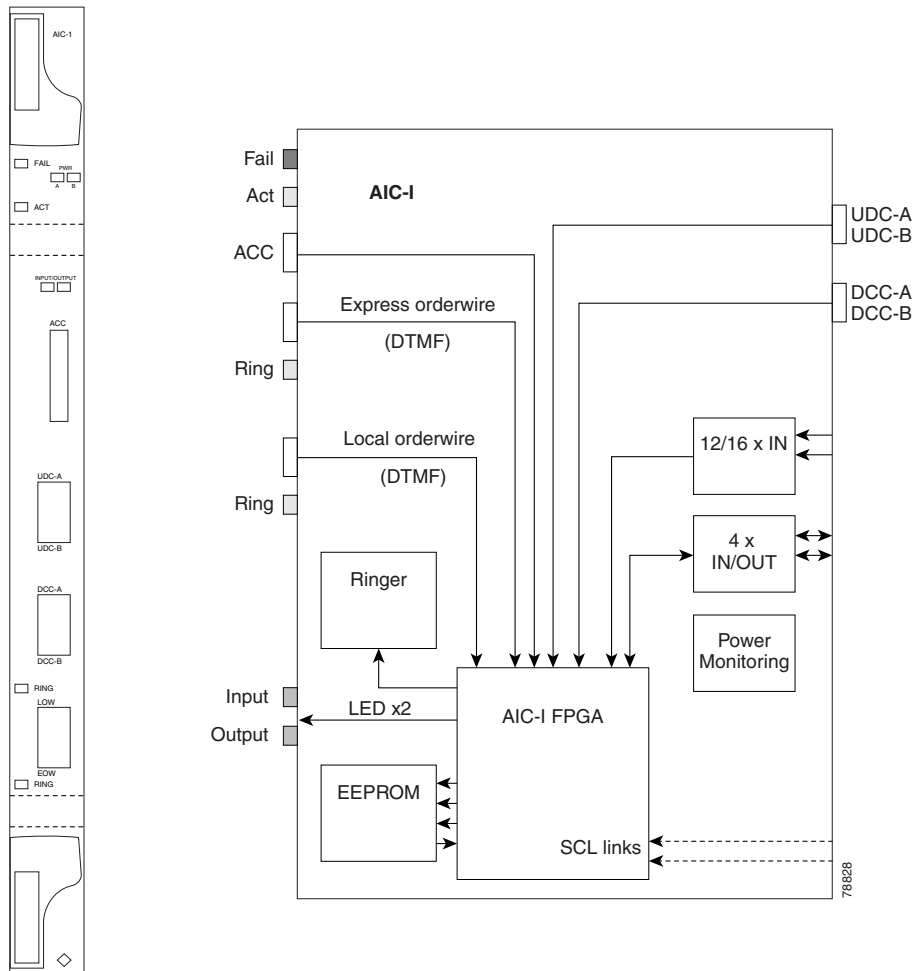 AIC-1
FAIL
PWR
A B
ACT
INPUT/OUTPUT
ACC
UDC-A
UDC-B
DCC-A
DCC-B
RING
LOW
EOW
RING
Fail
Act
AIC-I
ACC
UDC-A
UDC-B
DCC-A
DCC-B
Express orderwire
(DTMF)
Ring
Local orderwire
(DTMF)
Ring
12/16 x IN
4 x
IN/OUT
Ringer
Power
Monitoring
Input
LED x2
Output
AIC-I FPGA
EEPROM
SCL links
78828